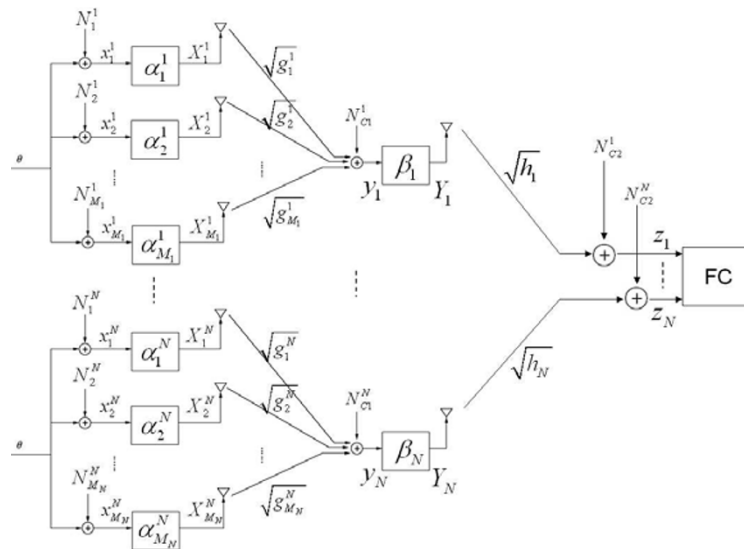 N_1^1 x_1^1 α_1^1 X_1^1 √g_1^1
N_2^1 x_2^1 α_2^1 X_2^1 √g_2^1
N_{C1}^1 y_1 β_1 Y_1 √h_1
θ
N_{M_1}^1 x_{M_1}^1 α_{M_1}^1 X_{M_1}^1 √g_{M_1}^1
N_{C2}^1 z_1
N_{C2}^N z_N
FC
N_1^N x_1^N α_1^N X_1^N √g_1^N
N_2^N x_2^N α_2^N X_2^N √g_2^N
N_{C1}^N y_N β_N Y_N √h_N
θ
N_{M_N}^N x_{M_N}^N α_{M_N}^N X_{M_N}^N √g_{M_N}^N